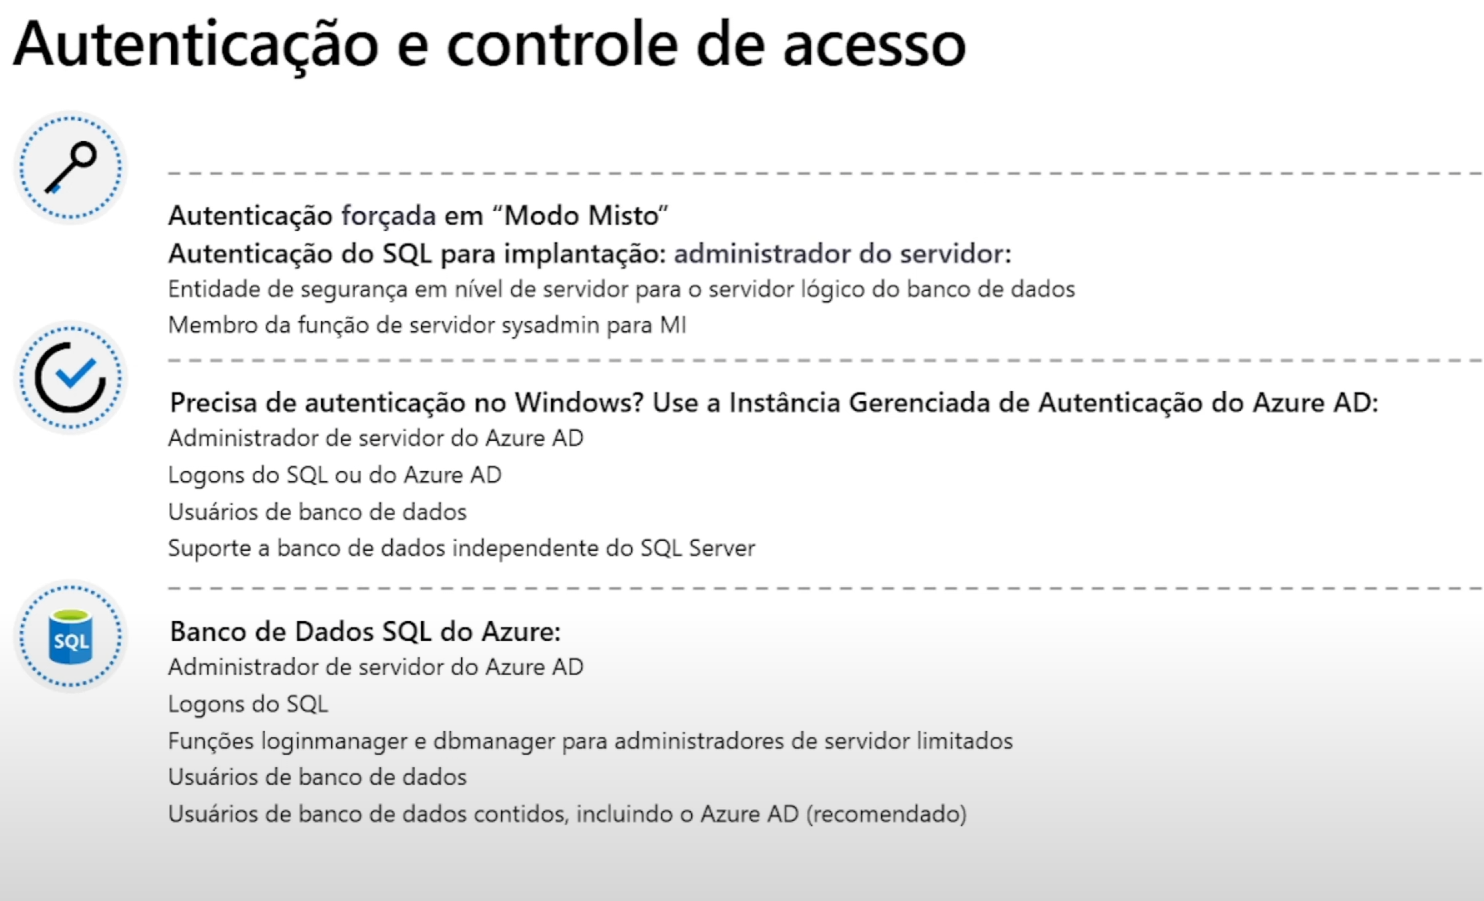 Autenticação e controle de acesso
Autenticação forçada em “Modo Misto”
Autenticação do SQL para implantação: administrador do servidor:
Entidade de segurança em nível de servidor para o servidor lógico do banco de dados
Membro da função de servidor sysadmin para MI
Precisa de autenticação no Windows? Use a Instância Gerenciada de Autenticação do Azure AD:
Administrador de servidor do Azure AD
Logons do SQL ou do Azure AD
Usuários de banco de dados
Suporte a banco de dados independente do SQL Server
SQL
Banco de Dados SQL do Azure:
Administrador de servidor do Azure AD
Logons do SQL
Funções loginmanager e dbmanager para administradores de servidor limitados
Usuários de banco de dados
Usuários de banco de dados contidos, incluindo o Azure AD (recomendado)